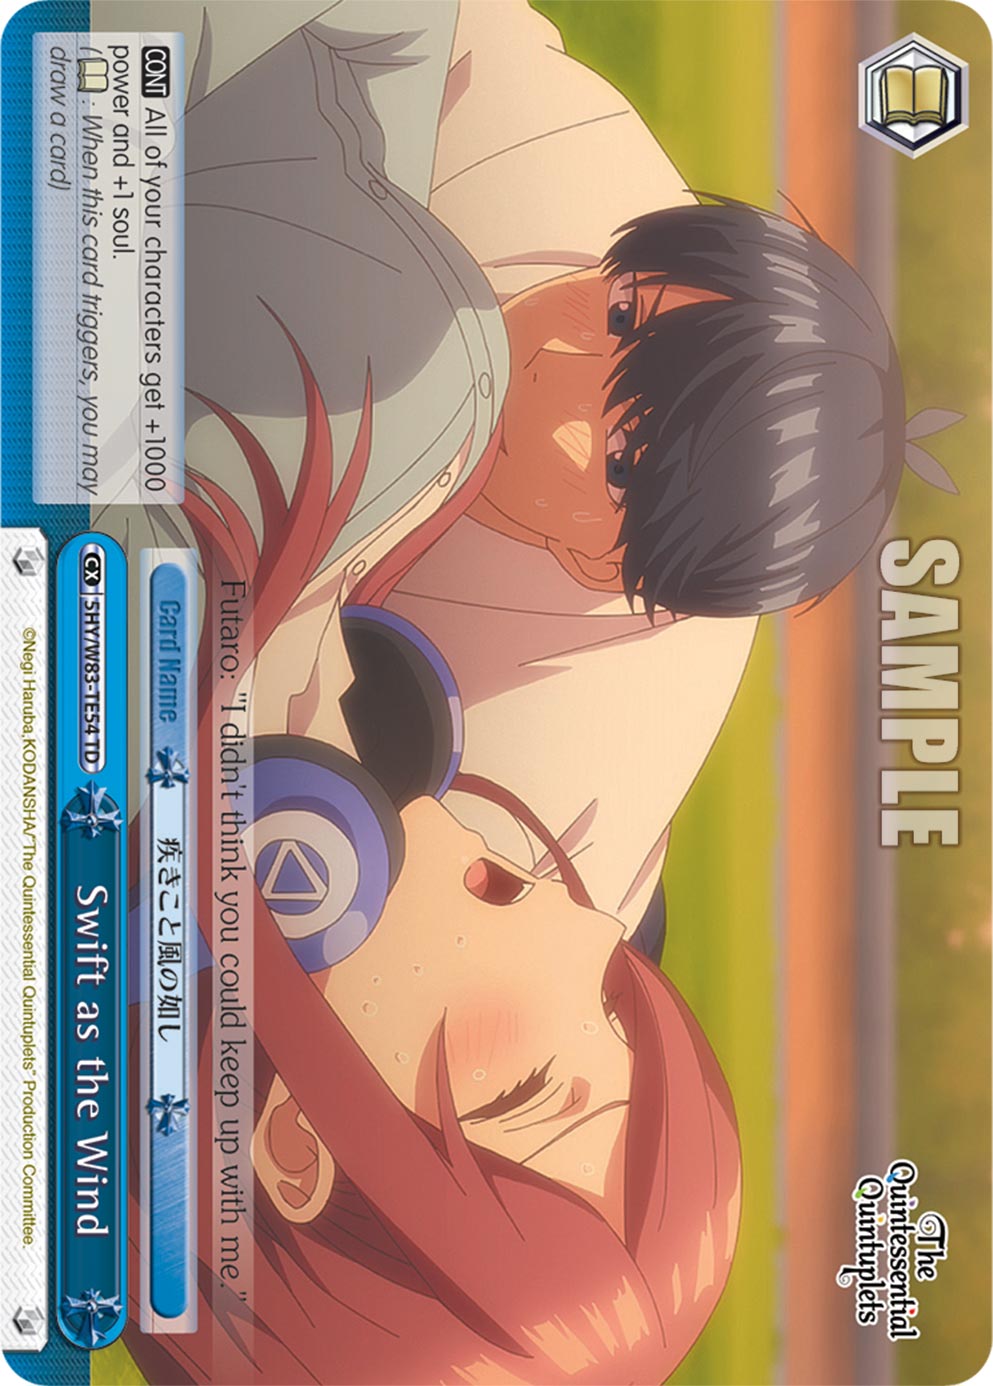 The
Quintessential
Quintuplets
SAMPLE
Futaro: "I didn't think you could keep up with me."
CONT All of your characters get +1000
power and +1 soul.
( : When this card triggers, you may
draw a card)
Card Name
疾きこと風の如し
CX 5HY/W83-TE54 TD
Swift as the Wind
©Negi Haruba,KODANSHA/"The Quintessential Quintuplets" Production Committee.